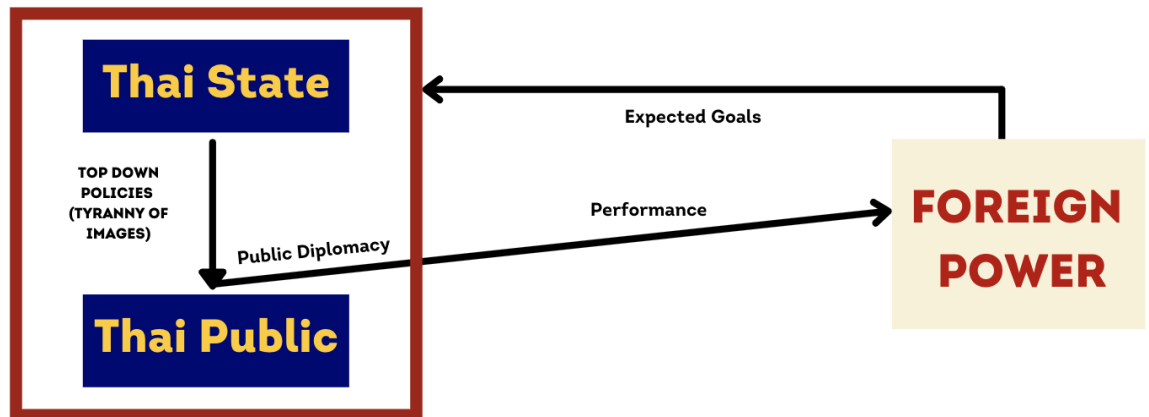 Thai State
TOP DOWN
POLICIES
(TYRANNY OF
IMAGES)
Public Diplomacy
Thai Public
Expected Goals
Performance
FOREIGN
POWER